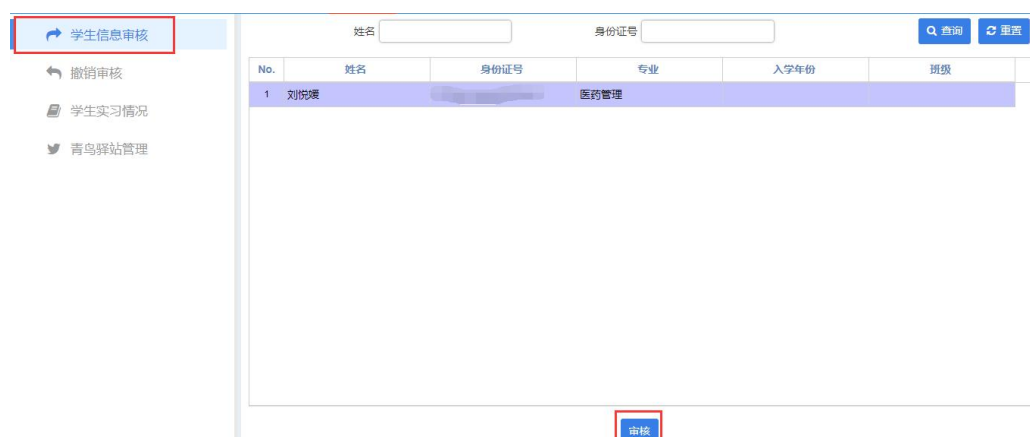 学生信息审核
撤销审核
学生实习情况
青鸟驿站管理
姓名 身份证号 查询 重置
No. 姓名 身份证号 专业 入学年份 班级
1 刘悦媛 医药管理
审核